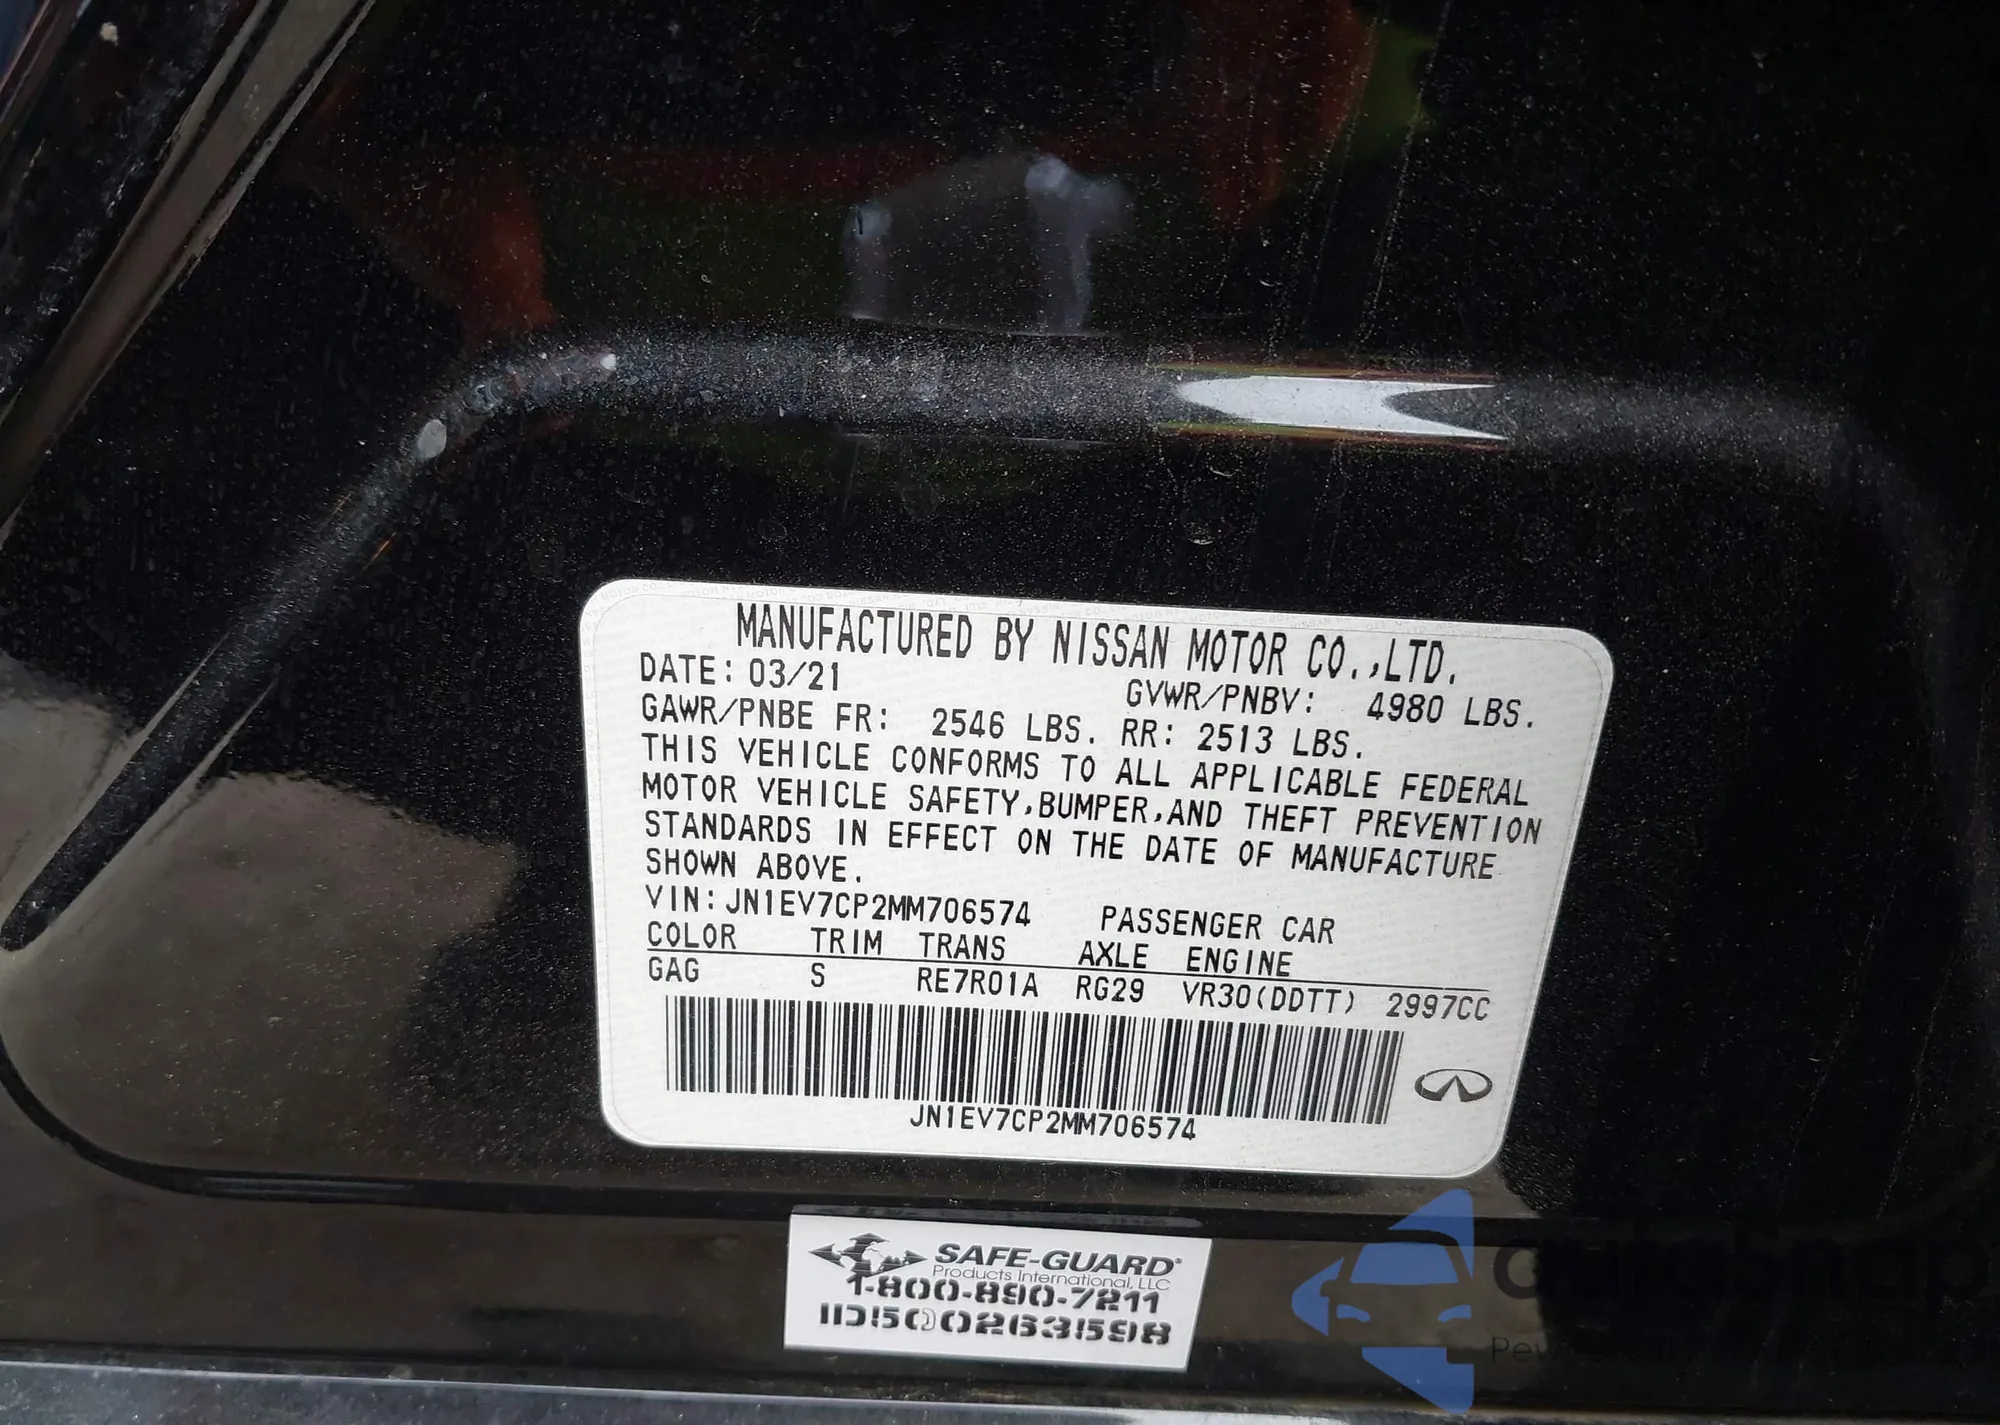 MANUFACTURED BY NISSAN MOTOR CO.,LTD.
DATE: 03/21 GVWR/PNBV: 4980 LBS.
GAWR/PNBE FR: 2546 LBS. RR: 2513 LBS.
THIS VEHICLE CONFORMS TO ALL APPLICABLE FEDERAL
MOTOR VEHICLE SAFETY,BUMPER,AND THEFT PREVENTION
STANDARDS IN EFFECT ON THE DATE OF MANUFACTURE
SHOWN ABOVE.
VIN:JN1EV7CP2MM706574 PASSENGER CAR
COLOR TRIM TRANS AXLE ENGINE
GAG S RE7R01A RG29 VR30(DDTT) 2997CC
JN1EV7CP2MM706574
SAFE-GUARD®
Products International, LLC
1-800-890-7211
ID500263598